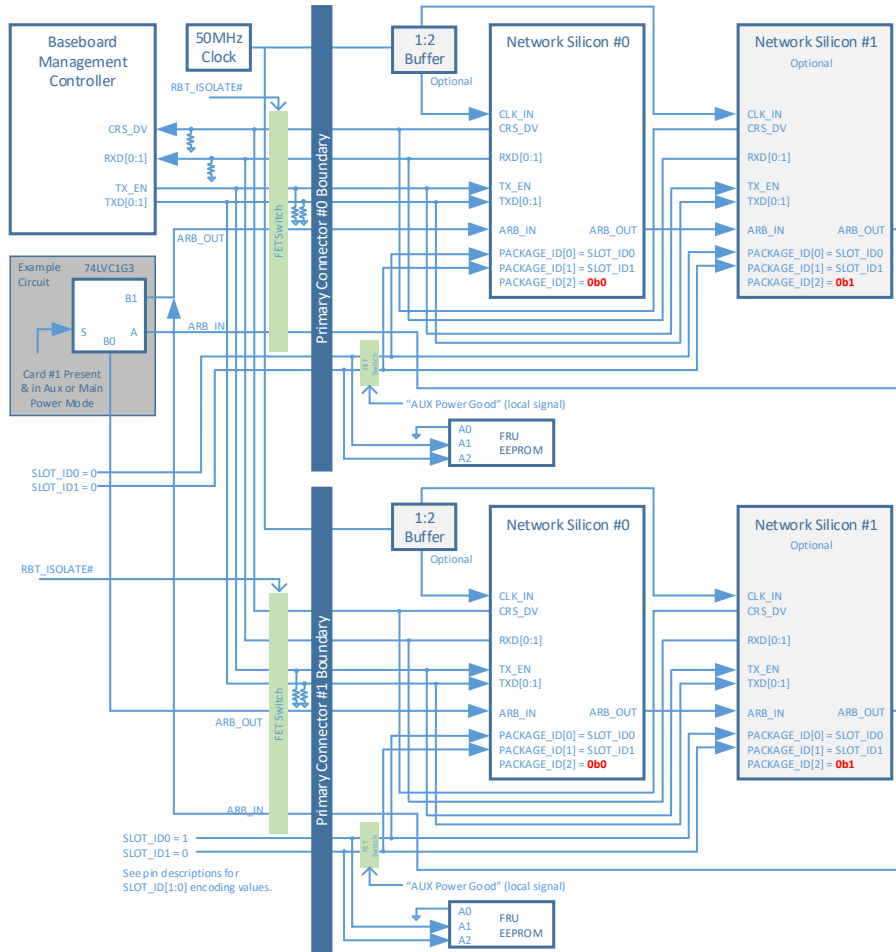 Baseboard
Management
Controller
CRS_DV
RXD[0:1]
TX_EN
TXD[0:1]
50MHz
Clock
RBT_ISOLATE#
FET Switch
Primary Connector #0 Boundary
1:2
Buffer
Optional
Network Silicon #0
CLK_IN
CRS_DV
RXD[0:1]
TX_EN
TXD[0:1]
ARB_IN ARB_OUT
PACKAGE_ID[0] = SLOT_ID0
PACKAGE_ID[1] = SLOT_ID1
PACKAGE_ID[2] = 0b0
Network Silicon #1
Optional
CLK_IN
CRS_DV
RXD[0:1]
TX_EN
TXD[0:1]
ARB_IN ARB_OUT
PACKAGE_ID[0] = SLOT_ID0
PACKAGE_ID[1] = SLOT_ID1
PACKAGE_ID[2] = 0b1
ARB_OUT
Example
Circuit
74LVC1G3
B1
S A
B0
ARB_IN
Card #1 Present
& in Aux or Main
Power Mode
FET
Switch
"AUX Power Good" (local signal)
A0
A1
A2
FRU
EEPROM
SLOT_ID0 = 0
SLOT_ID1 = 0
Primary Connector #1 Boundary
1:2
Buffer
Optional
RBT_ISOLATE#
FET Switch
Network Silicon #0
CLK_IN
CRS_DV
RXD[0:1]
TX_EN
TXD[0:1]
ARB_IN ARB_OUT
PACKAGE_ID[0] = SLOT_ID0
PACKAGE_ID[1] = SLOT_ID1
PACKAGE_ID[2] = 0b0
Network Silicon #1
Optional
CLK_IN
CRS_DV
RXD[0:1]
TX_EN
TXD[0:1]
ARB_IN ARB_OUT
PACKAGE_ID[0] = SLOT_ID0
PACKAGE_ID[1] = SLOT_ID1
PACKAGE_ID[2] = 0b1
ARB_OUT
ARB_IN
SLOT_ID0 = 1
SLOT_ID1 = 0
See pin descriptions for
SLOT_ID[1:0] encoding values.
FET
Switch
"AUX Power Good" (local signal)
A0
A1
A2
FRU
EEPROM